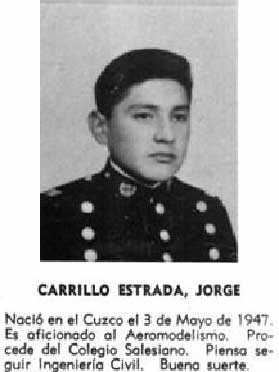 CARRILLO ESTRADA, JORGE
Nació en el Cuzco el 3 de Mayo de 1947.
Es aficionado al Aeromodelismo. Pro-
cede del Colegio Salesiano. Piensa se-
guir Ingeniería Civil. Buena suerte.